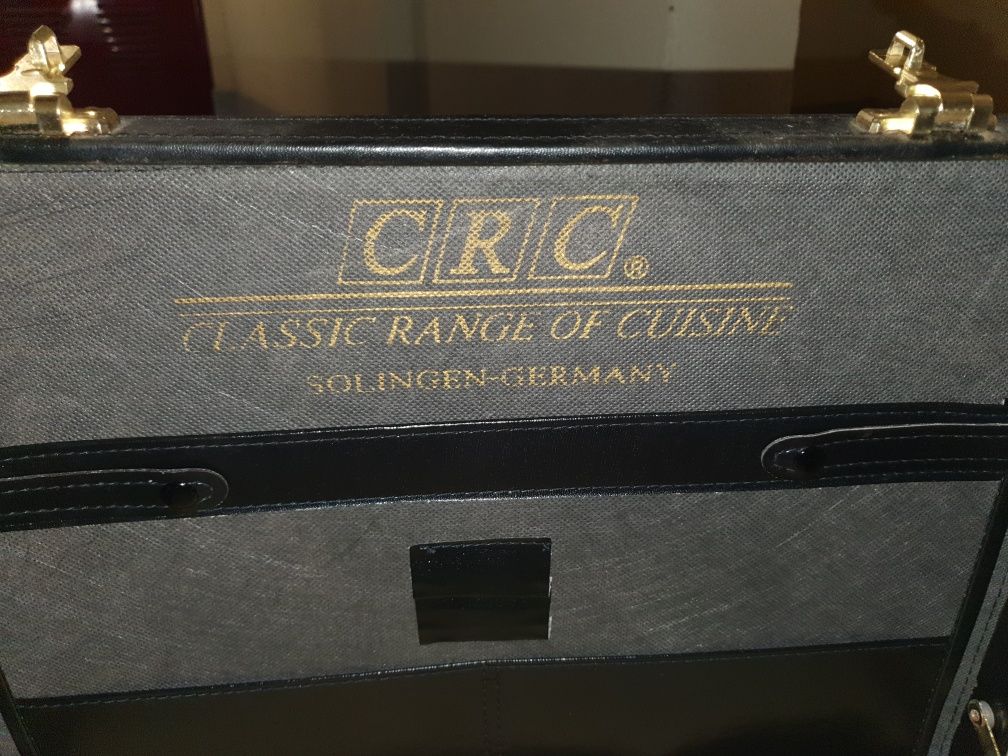 CRC®
CLASSIC RANGE OF CUISINE
SOLINGEN-GERMANY